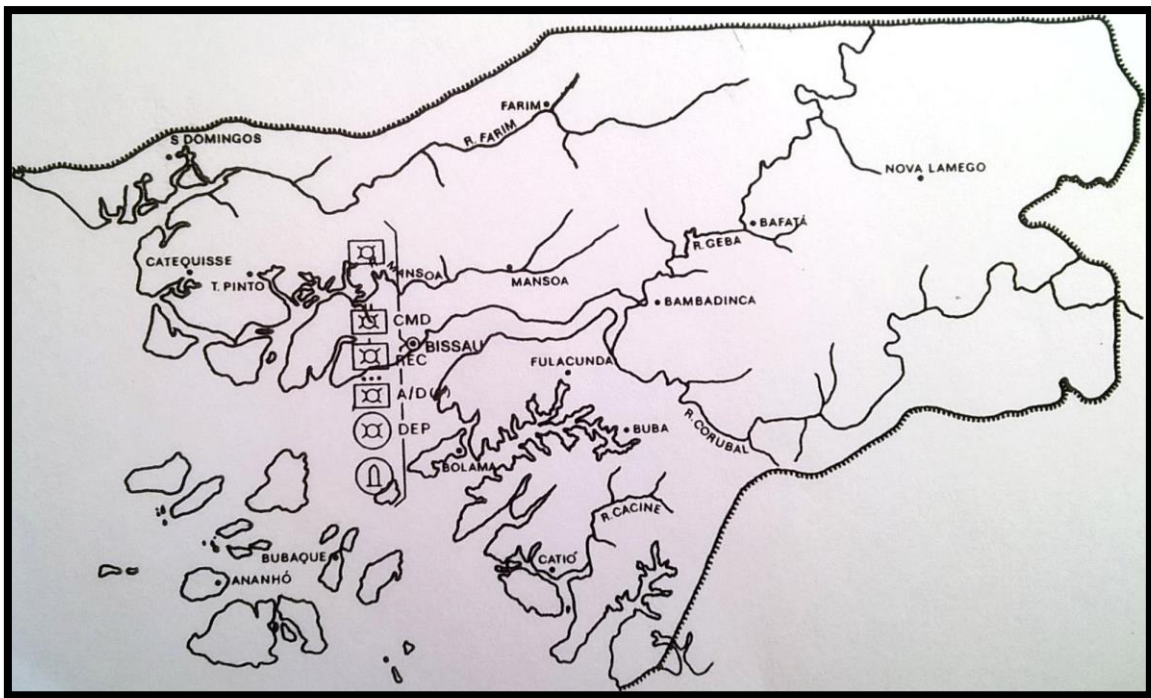 FARIM
R. FARIM
S DOMINGOS
NOVA LAMEGO
BAFATÁ
R. GEBA
CATEQUISSE
T. PINTO
MANSOA
MANSOA
BAMBADINCA
CMD
BISSAU
REC
FULACUNDA
A/D
DEP
BUBA
R. CORUBAL
BOLAMA
R. CACINE
BUBAQUE
CATIÓ
ANANHÓ